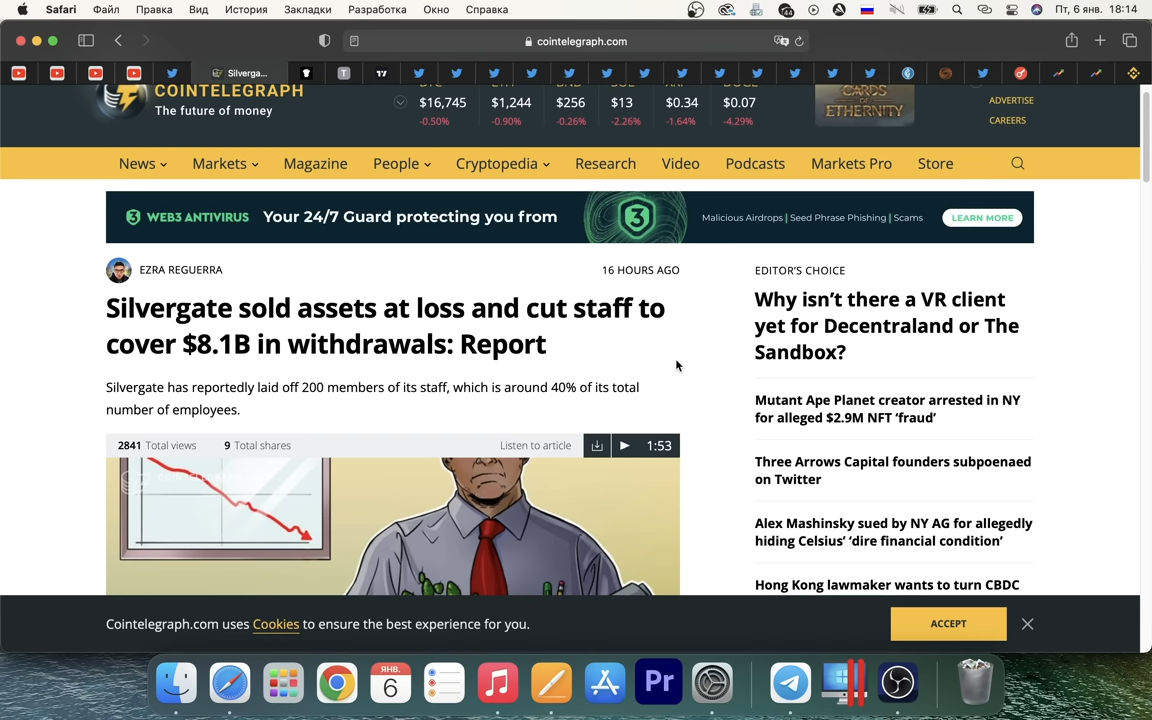 Safari Файл Правка Вид История Закладки Разработка Окно Справка
44
Пт, 6 янв. 18:14
cointelegraph.com
Silverga...
T
COINTELEGRAPH
The future of money
$16,745 $1,244 $256 $13 $0.34 $0.07
-0.50% -0.90% -0.26% -2.26% -1.64% -4.29%
CARDS OF
ETHERNITY
ADVERTISE
CAREERS
News Markets Magazine People Cryptopedia Research Video Podcasts Markets Pro Store
WEB3 ANTIVIRUS Your 24/7 Guard protecting you from
Malicious Airdrops | Seed Phrase Phishing | Scams
LEARN MORE
EZRA REGUERRA
16 HOURS AGO
Silvergate sold assets at loss and cut staff to
cover $8.1B in withdrawals: Report
Silvergate has reportedly laid off 200 members of its staff, which is around 40% of its total
number of employees.
2841 Total views 9 Total shares
Listen to article
1:53
EDITOR'S CHOICE
Why isn't there a VR client
yet for Decentraland or The
Sandbox?
Mutant Ape Planet creator arrested in NY
for alleged $2.9M NFT ‘fraud’
Three Arrows Capital founders subpoenaed
on Twitter
Alex Mashinsky sued by NY AG for allegedly
hiding Celsius’ ‘dire financial condition’
Hong Kong lawmaker wants to turn CBDC
Cointelegraph.com uses Cookies to ensure the best experience for you.
ACCEPT
ЯНВ.
6
Pr